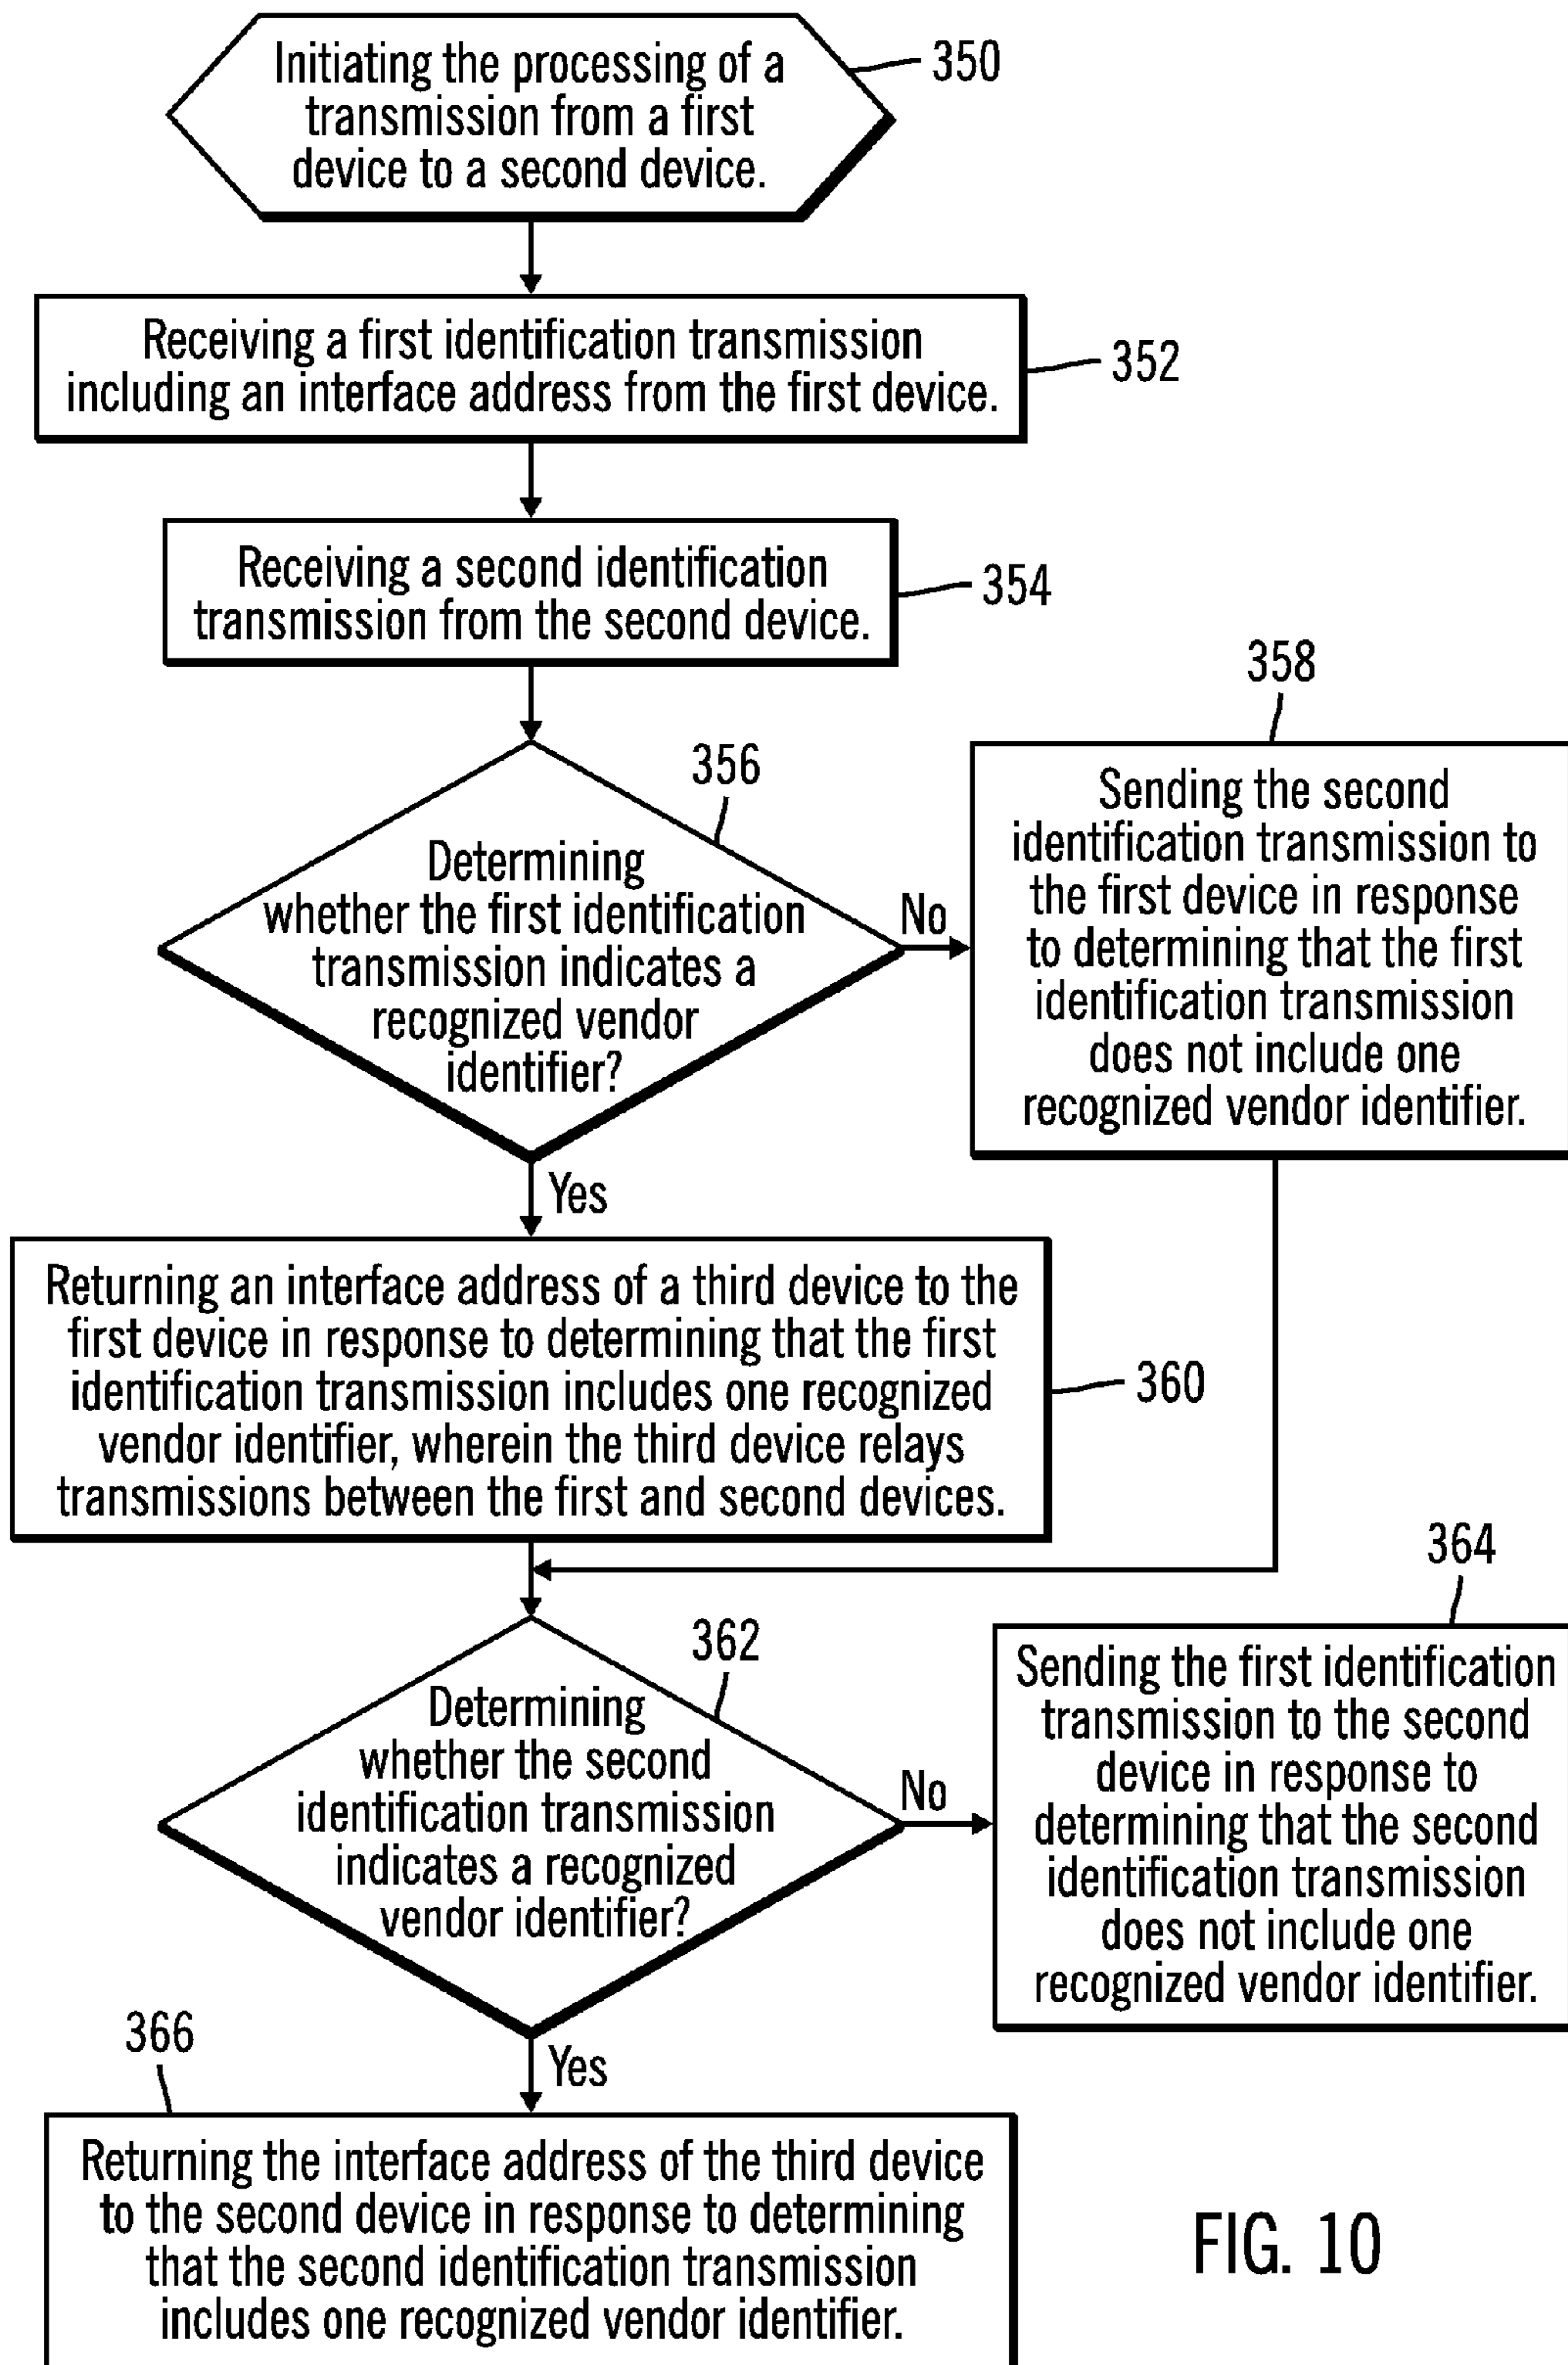 Initiating the processing of a
transmission from a first
device to a second device.
350
Receiving a first identification transmission
including an interface address from the first device.
352
Receiving a second identification
transmission from the second device.
354
356
Determining
whether the first identification
transmission indicates a
recognized vendor
identifier?
No
358
Sending the second
identification transmission to
the first device in response
to determining that the first
identification transmission
does not include one
recognized vendor identifier.
Yes
Returning an interface address of a third device to the
first device in response to determining that the first
identification transmission includes one recognized
vendor identifier, wherein the third device relays
transmissions between the first and second devices.
360
362
Determining
whether the second
identification transmission
indicates a recognized
vendor identifier?
No
364
Sending the first identification
transmission to the second
device in response to
determining that the second
identification transmission
does not include one
recognized vendor identifier.
Yes
366
Returning the interface address of the third device
to the second device in response to determining
that the second identification transmission
includes one recognized vendor identifier.
FIG. 10